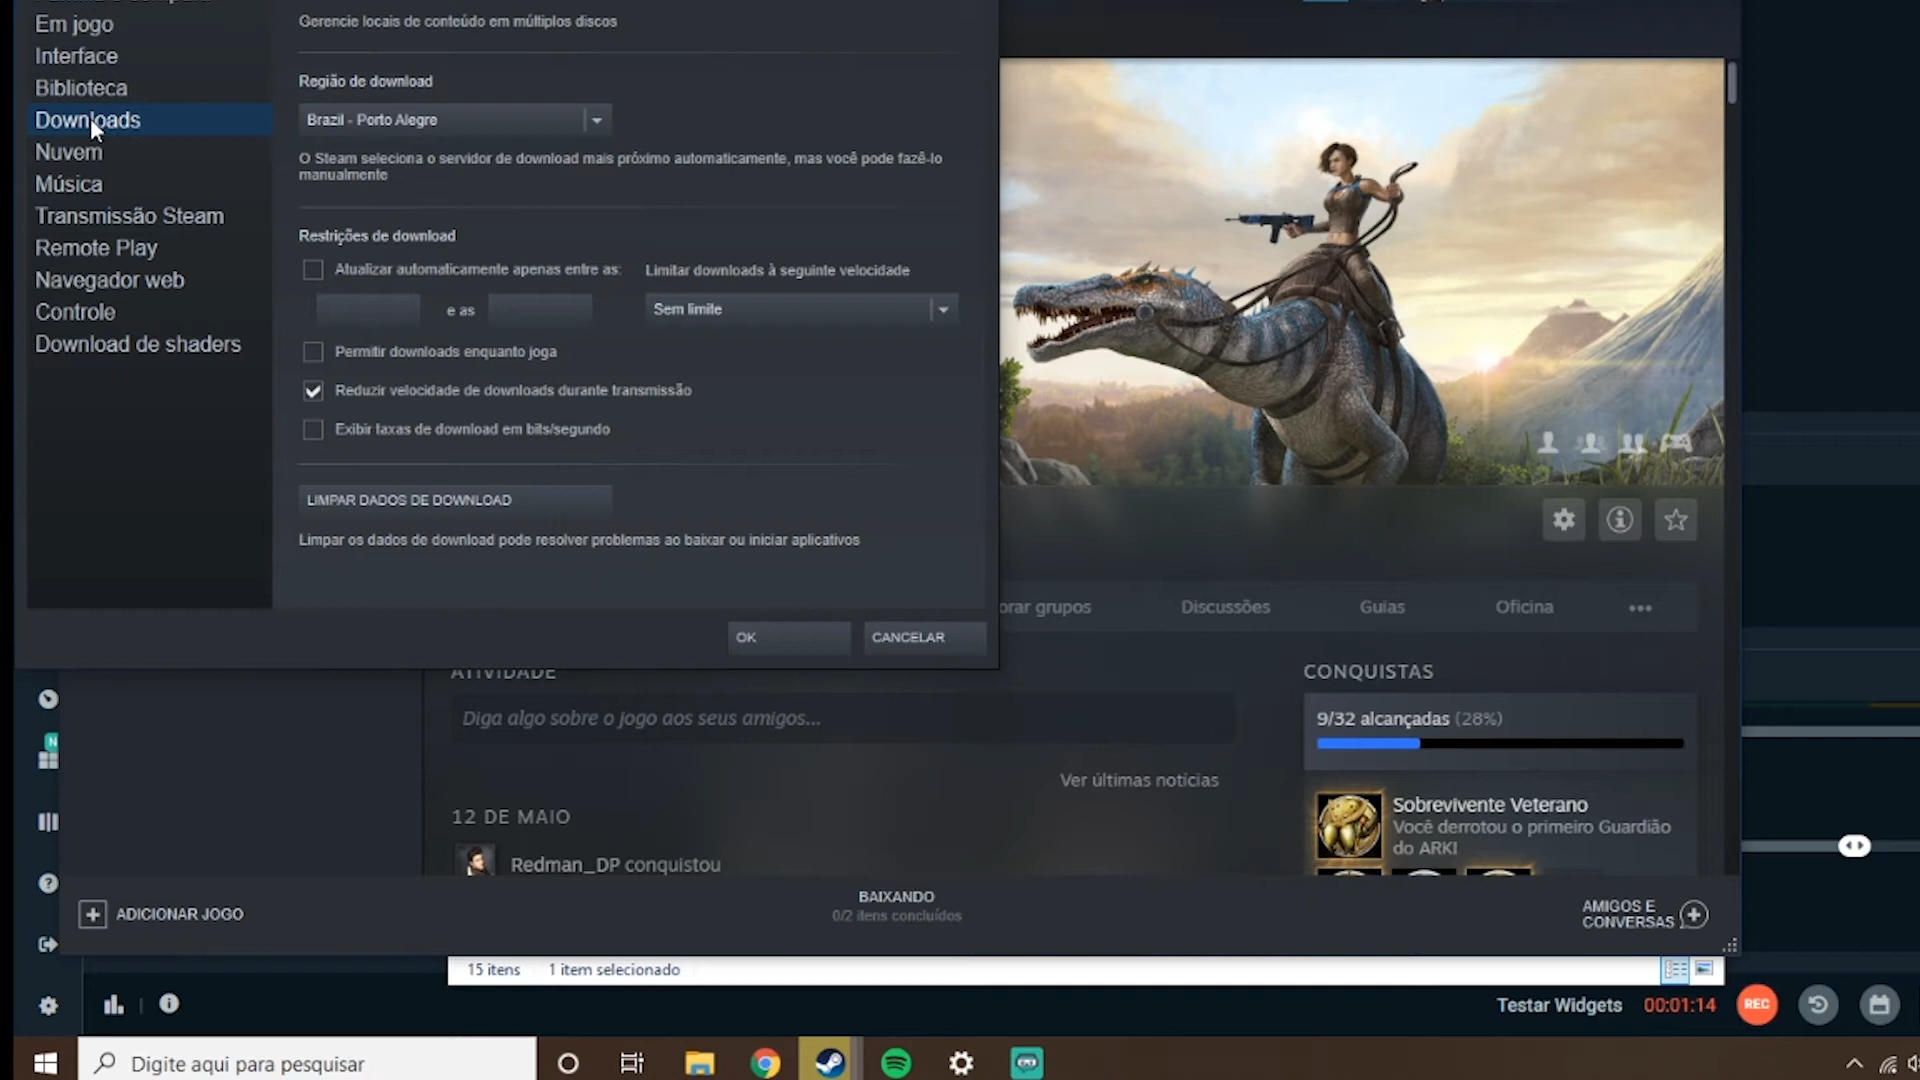 Em jogo
Interface
Biblioteca
Downloads
Nuvem
Música
Transmissão Steam
Remote Play
Navegador web
Controle
Download de shaders
Gerencie locais de conteúdo em múltiplos discos
Região de download
Brazil - Porto Alegre
O Steam seleciona o servidor de download mais próximo automaticamente, mas você pode fazê-lo
manualmente
Restrições de download
Atualizar automaticamente apenas entre as:
e as
Limitar downloads à seguinte velocidade
Sem limite
Permitir downloads enquanto joga
Reduzir velocidade de downloads durante transmissão
Exibir taxas de download em bits/segundo
LIMPAR DADOS DE DOWNLOAD
Limpar os dados de download pode resolver problemas ao baixar ou iniciar aplicativos
OK
CANCELAR
grupos
Discussões
Guias
Oficina
ATIVIDADE
Diga algo sobre o jogo aos seus amigos...
Ver últimas notícias
12 DE MAIO
Redman_DP conquistou
CONQUISTAS
9/32 alcançadas (28%)
Sobrevivente Veterano
Você derrotou o primeiro Guardião
do ARK!
N
ADICIONAR JOGO
BAIXANDO
0/2 itens concluídos
AMIGOS E
CONVERSAS
15 itens
1 item selecionado
Testar Widgets
00:01:14
REC
Digite aqui para pesquisar